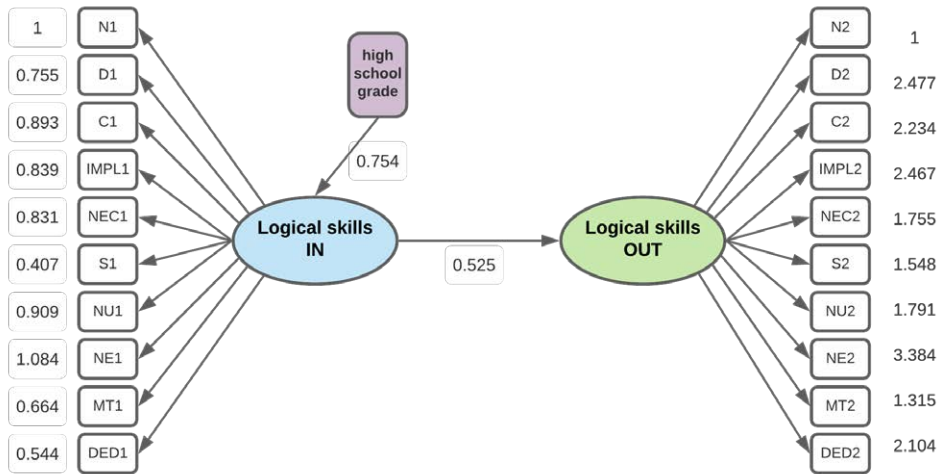 1
N1
0.755
D1
0.893
C1
0.839
IMPL1
0.831
NEC1
0.407
S1
0.909
NU1
1.084
NE1
0.664
MT1
0.544
DED1
high
school
grade
0.754
Logical skills
IN
0.525
Logical skills
OUT
N2
1
D2
2.477
C2
2.234
IMPL2
2.467
NEC2
1.755
S2
1.548
NU2
1.791
NE2
3.384
MT2
1.315
DED2
2.104